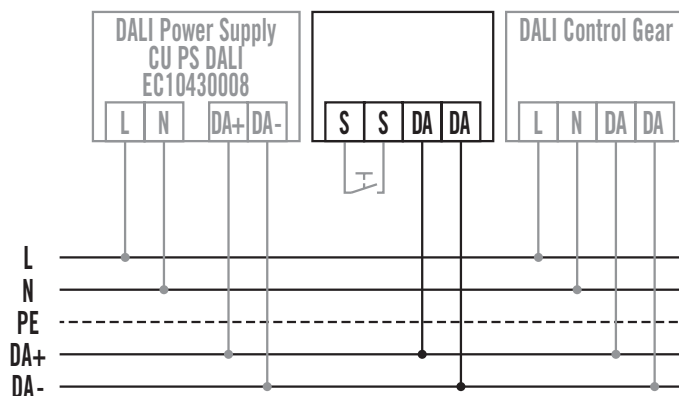 DALI Power Supply
CU PS DALI
EC10430008
L N DA+ DA-
S S DA DA
DALI Control Gear
L N DA DA
L
N
PE
DA+
DA-